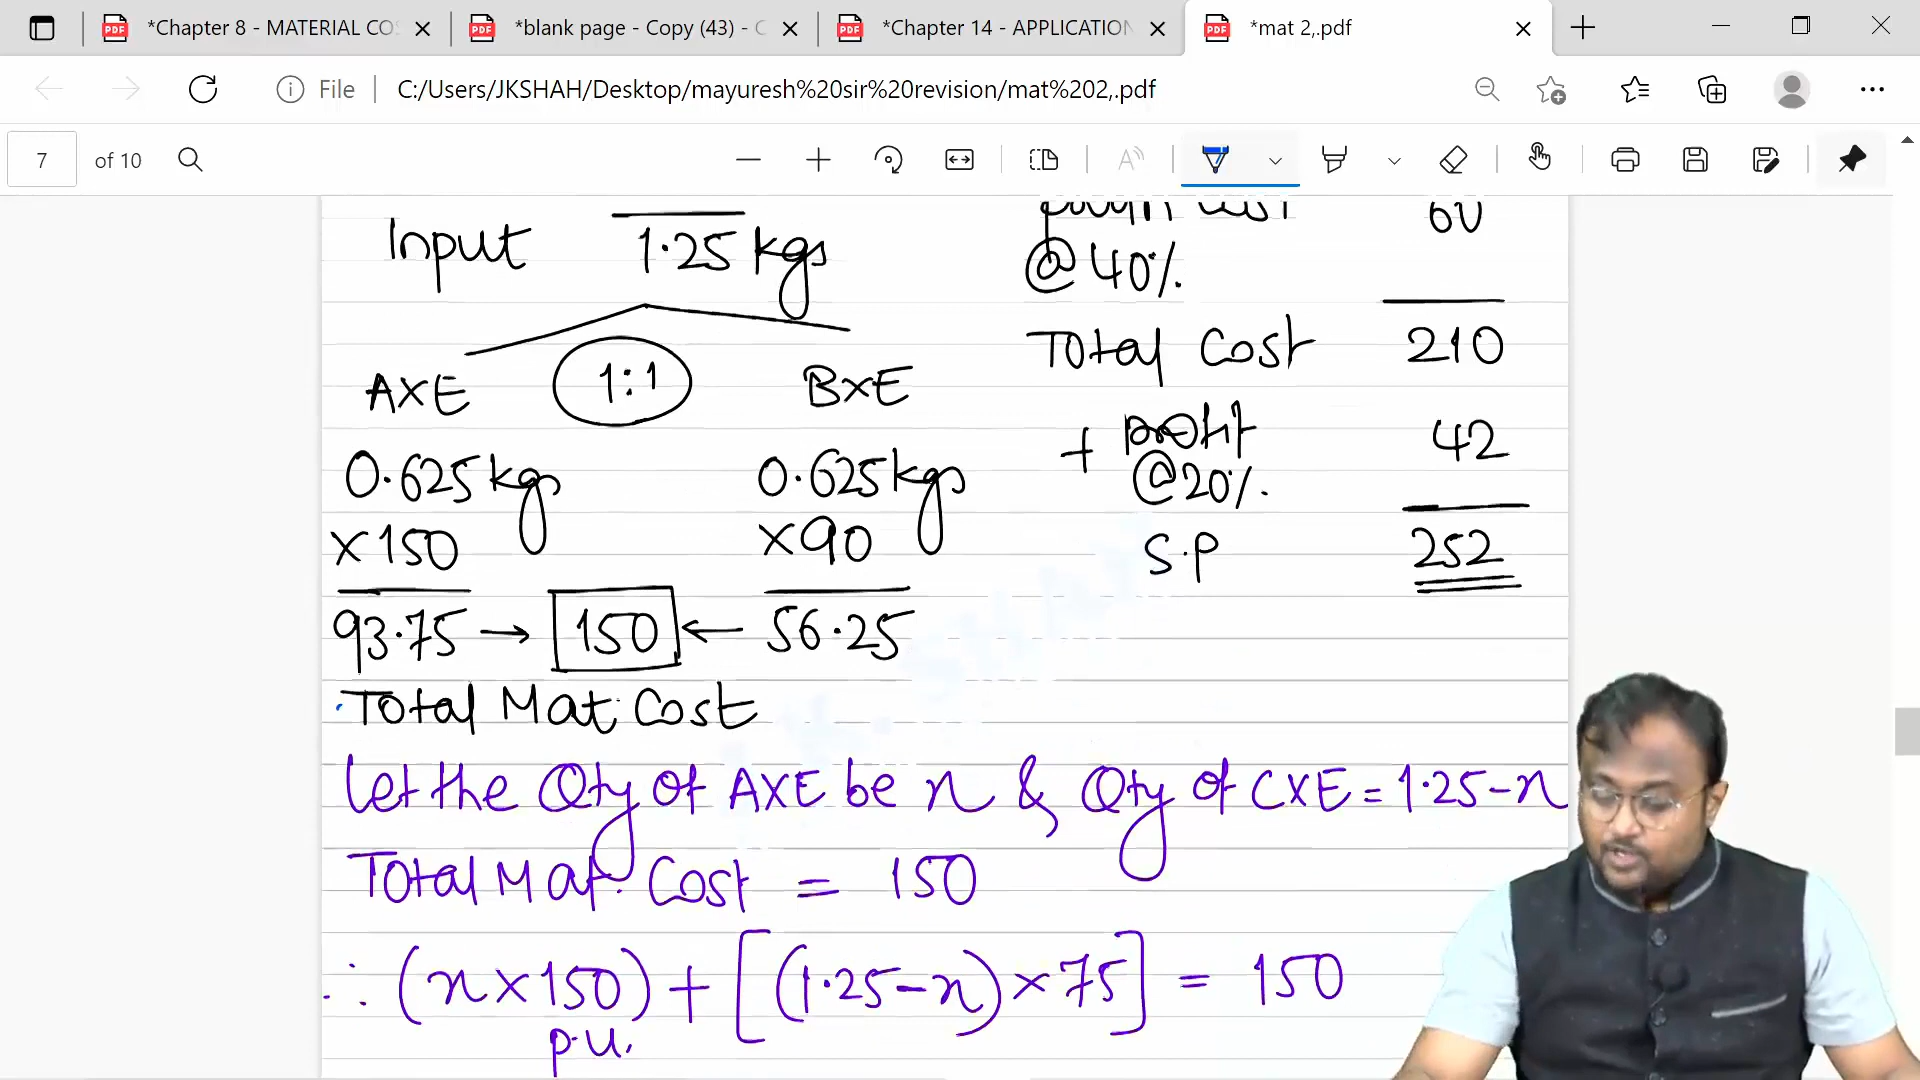 *Chapter 8 - MATERIAL CO
*blank page - Copy (43) - C
*Chapter 14 - APPLICATION
*mat 2,.pdf
File
C:/Users/JKSHAH/Desktop/mayuresh%20sir%20revision/mat%202,.pdf
7 of 10
Input 1.25 kgs
60
@ 40%.
AXE 1:1 BXE
Total Cost 210
0.625 kgs 0.625 kgs
+ profit @20%. 42
×150 ×90
S.P 252
93.75 → 150 ← 56.25
Total Mat. Cost
Let the Qty of AXE be n & Qty of CXE = 1.25-n
Total Mat. Cost = 150
∴ (n×150) + [(1.25-n)×75] = 150
p.u.